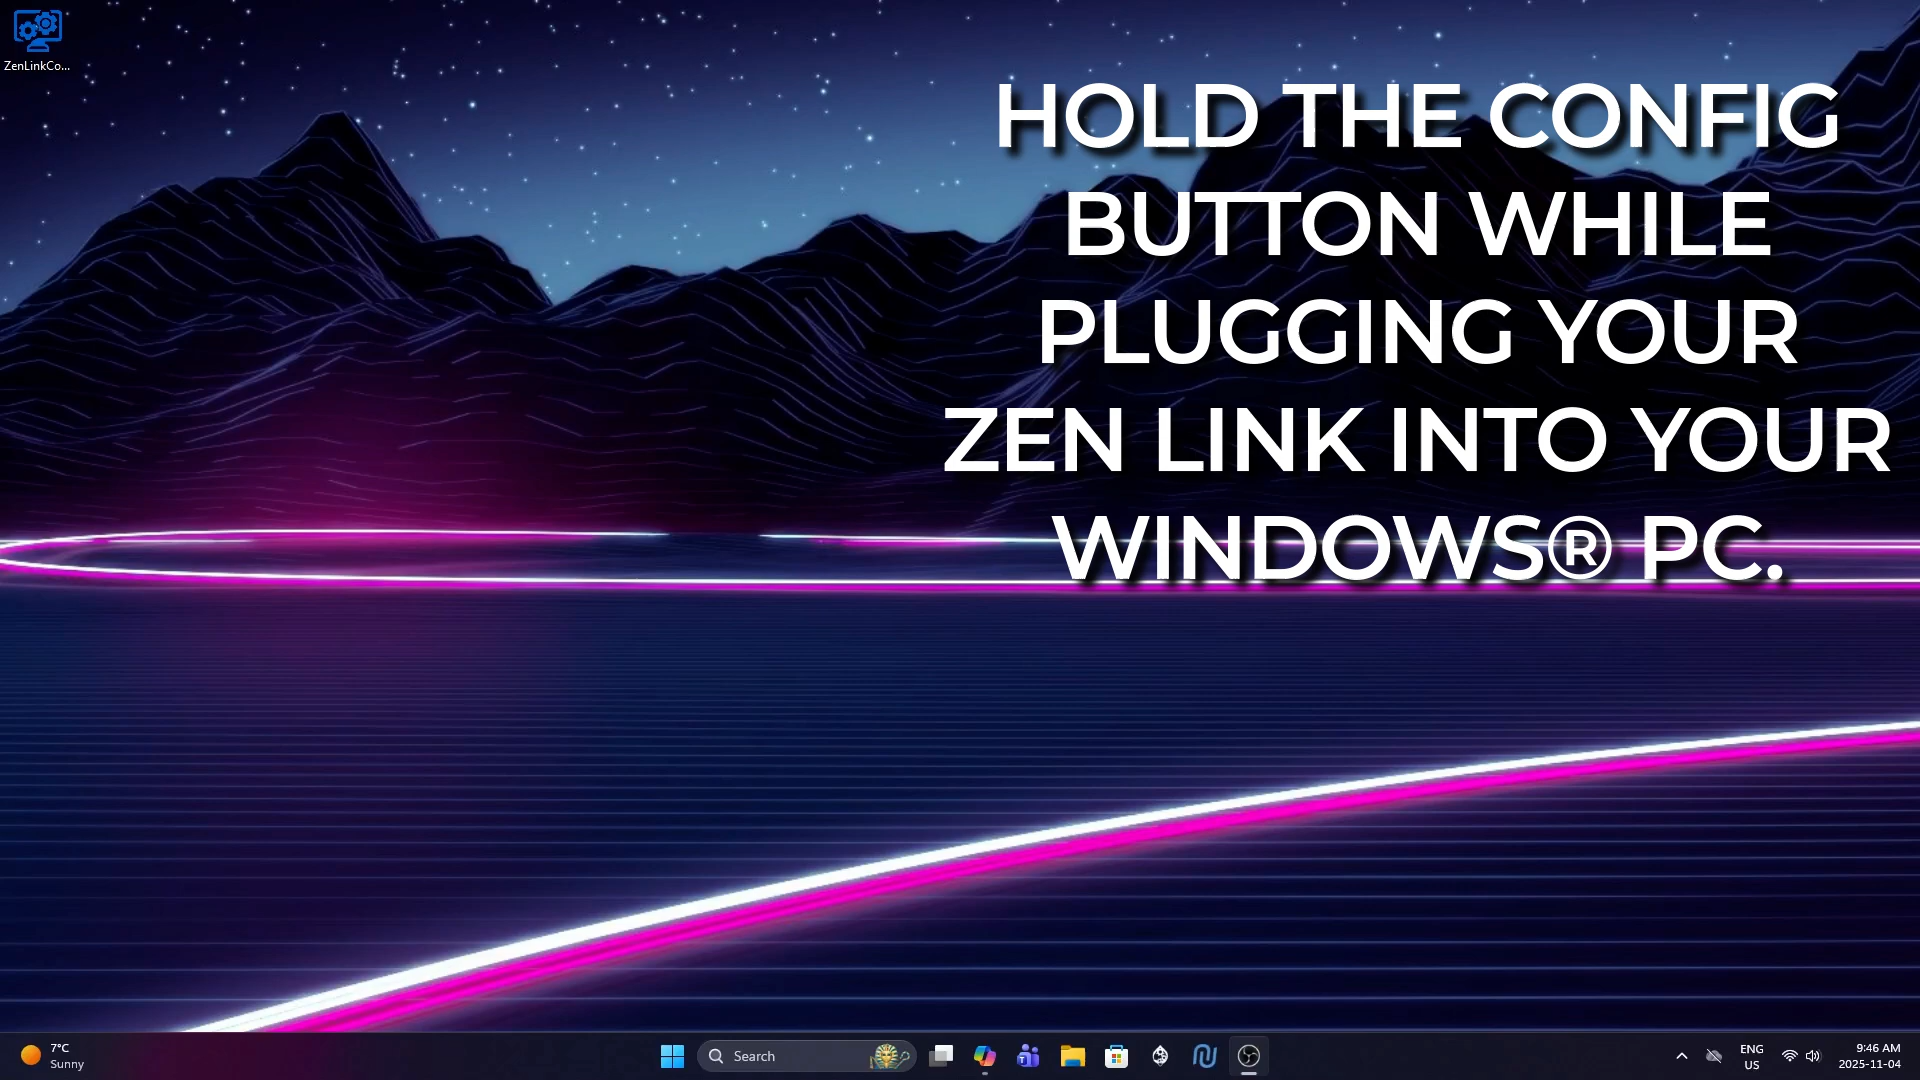 ZenLinkCo...
HOLD THE CONFIG
BUTTON WHILE
PLUGGING YOUR
ZEN LINK INTO YOUR
WINDOWS® PC.
7°C
Sunny
Search
ENG
US
9:46 AM
2025-11-04